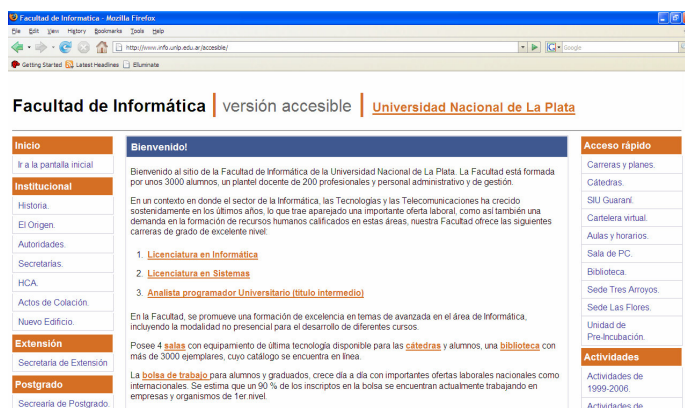 Facultad de Informatica - Mozilla Firefox
File Edit View History Bookmarks Tools Help
http://www.info.unlp.edu.ar/accesible/
Google
Getting Started Latest Headlines Elluminate
Facultad de Informática versión accesible Universidad Nacional de La Plata
Inicio
Ir a la pantalla inicial
Institucional
Historia.
El Origen.
Autoridades.
Secretarías.
HCA.
Actos de Colación.
Nuevo Edificio.
Extensión
Secretaría de Extensión
Postgrado
Secrearía de Postgrado.
Bienvenido!
Bienvenido al sitio de la Facultad de Informática de la Universidad Nacional de La Plata. La Facultad está formada
por unos 3000 alumnos, un plantel docente de 200 profesionales y personal administrativo y de gestión.
En un contexto en donde el sector de la Informática, las Tecnologías y las Telecomunicaciones ha crecido
sostenidamente en los últimos años, lo que trae aparejado una importante oferta laboral, como así también una
demanda en la formación de recursos humanos calificados en estas áreas, nuestra Facultad ofrece las siguientes
carreras de grado de excelente nivel:
1. Licenciatura en Informática
2. Licenciatura en Sistemas
3. Analista programador Universitario (título intermedio)
En la Facultad, se promueve una formación de excelencia en temas de avanzada en el área de Informática,
incluyendo la modalidad no presencial para el desarrollo de diferentes cursos.
Posee 4 salas con equipamiento de última tecnología disponible para las cátedras y alumnos, una biblioteca con
más de 3000 ejemplares, cuyo catálogo se encuentra en línea.
La bolsa de trabajo para alumnos y graduados, crece día a día con importantes ofertas laborales nacionales como
internacionales. Se estima que un 90 % de los inscriptos en la bolsa se encuentran actualmente trabajando en
empresas y organismos de 1er.nivel.
Acceso rápido
Carreras y planes.
Cátedras.
SIU Guaraní.
Cartelera virtual.
Aulas y horarios.
Sala de PC.
Biblioteca.
Sede Tres Arroyos.
Sede Las Flores.
Unidad de
Pre-Incubación.
Actividades
Actividades de
1999-2006.
Actividades de